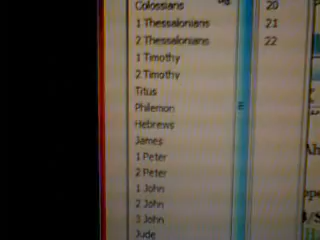 Colossians 20
1 Thessalonians 21
2 Thessalonians 22
1 Timothy
2 Timothy
Titus
Philemon
Hebrews
James
1 Peter
2 Peter
1 John
2 John
3 John
Jude